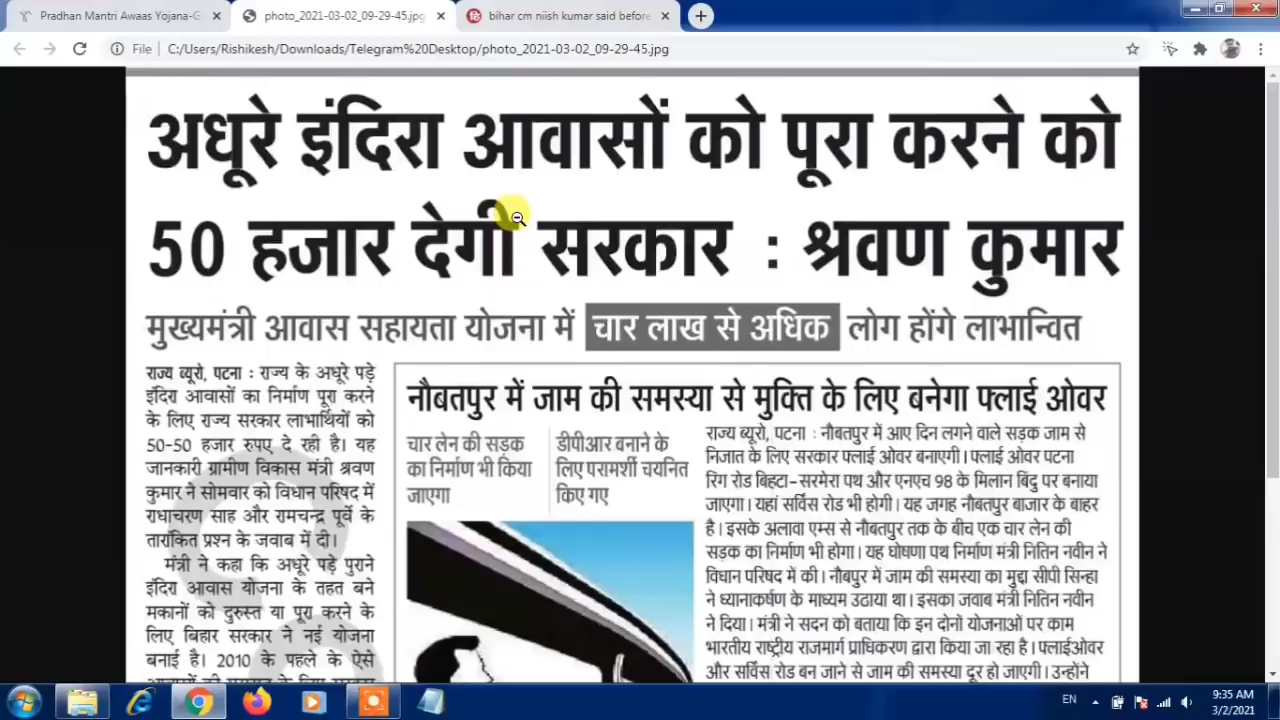 Pradhan Mantri Awaas Yojana-G
photo_2021-03-02_09-29-45.jpg
bihar cm niish kumar said before
File
C:/Users/Rishikesh/Downloads/Telegram%20Desktop/photo_2021-03-02_09-29-45.jpg
अधूरे इंदिरा आवासों को पूरा करने को
50 हजार देगी सरकार : श्रवण कुमार
मुख्यमंत्री आवास सहायता योजना में चार लाख से अधिक लोग होंगे लाभान्वित
राज्य ब्यूरो, पटना : राज्य के अधूरे पड़े
इंदिरा आवासों का निर्माण पूरा करने
के लिए राज्य सरकार लाभार्थियों को
50-50 हजार रुपए दे रही है। यह
जानकारी ग्रामीण विकास मंत्री श्रवण
कुमार ने सोमवार को विधान परिषद में
राधाचरण साह और रामचन्द्र पूर्वे के
तारांकित प्रश्न के जवाब में दी।
मंत्री ने कहा कि अधूरे पड़े पुराने
इंदिरा आवास योजना के तहत बने
मकानों को दुरुस्त या पूरा करने के
लिए बिहार सरकार ने नई योजना
बनाई है। 2010 के पहले के ऐसे
नौबतपुर में जाम की समस्या से मुक्ति के लिए बनेगा फ्लाई ओवर
चार लेन की सड़क
का निर्माण भी किया
जाएगा
डीपीआर बनाने के
लिए परामर्शी चयनित
किए गए
राज्य ब्यूरो, पटना : नौबतपुर में आए दिन लगने वाले सड़क जाम से
निजात के लिए सरकार फ्लाई ओवर बनाएगी। फ्लाई ओवर पटना
रिंग रोड बिहटा-सरमेरा पथ और एनएच 98 के मिलान बिंदु पर बनाया
जाएगा। यहां सर्विस रोड भी होगी। यह जगह नौबतपुर बाजार के बाहर
है। इसके अलावा एम्स से नौबतपुर तक के बीच एक चार लेन की
सड़क का निर्माण भी होगा। यह घोषणा पथ निर्माण मंत्री नितिन नवीन ने
विधान परिषद में की। नौबतपुर में जाम की समस्या का मुद्दा सीपी सिन्हा
ने ध्यानाकर्षण के माध्यम उठाया था। इसका जवाब मंत्री नितिन नवीन
ने दिया। मंत्री ने सदन को बताया कि इन दोनों योजनाओं पर काम
भारतीय राष्ट्रीय राजमार्ग प्राधिकरण द्वारा किया जा रहा है। फ्लाईओवर
और सर्विस रोड बन जाने से जाम की समस्या दूर हो जाएगी। उन्होंने
EN
9:35 AM
3/2/2021